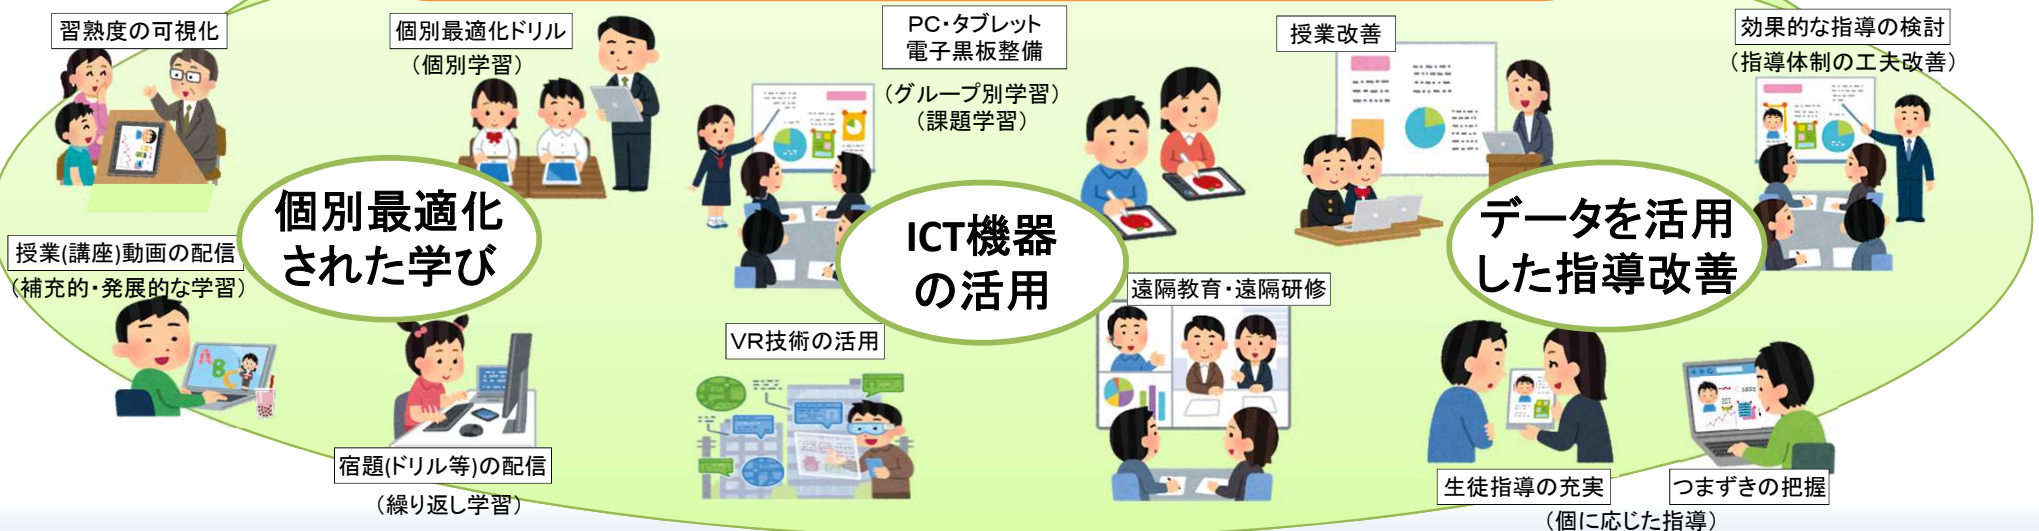 習熟度の可視化
個別最適化ドリル
(個別学習)
授業(講座)動画の配信
(補充的・発展的な学習)
個別最適化
された学び
宿題(ドリル等)の配信
(繰り返し学習)
PC・タブレット
電子黒板整備
(グループ別学習)
(課題学習)
ICT機器
の活用
VR技術の活用
遠隔教育・遠隔研修
授業改善
効果的な指導の検討
(指導体制の工夫改善)
データを活用
した指導改善
生徒指導の充実
つまずきの把握
(個に応じた指導)
ABC